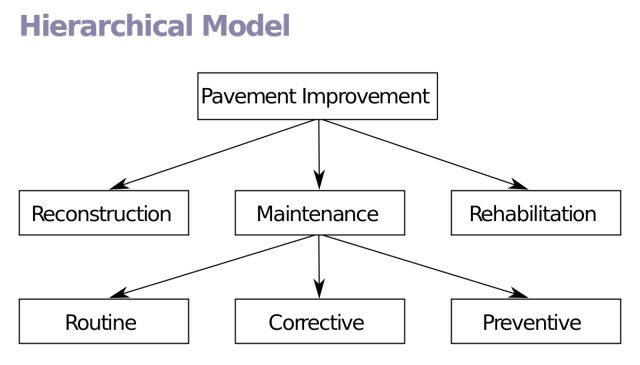 Hierarchical Model
Pavement Improvement
Reconstruction
Maintenance
Rehabilitation
Routine
Corrective
Preventive